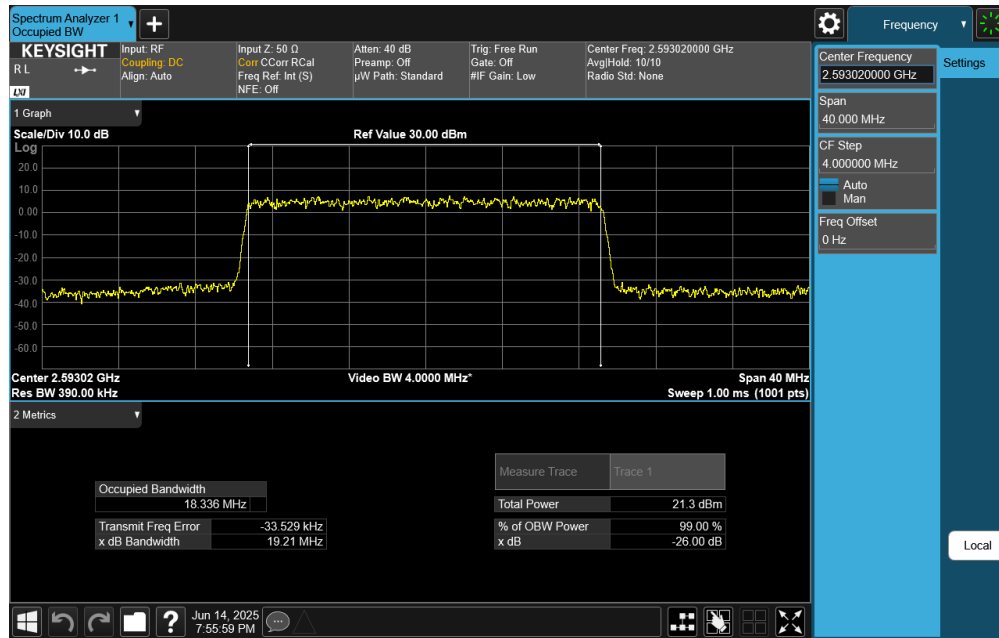 Spectrum Analyzer 1
Occupied BW
+
Frequency
KEYSIGHT
RL
LXI
Input: RF
Coupling: DC
Align: Auto
Input Z: 50 Ω
Corr CCorr RCal
Freq Ref: Int (S)
NFE: Off
Atten: 40 dB
Preamp: Off
µW Path: Standard
Trig: Free Run
Gate: Off
#IF Gain: Low
Center Freq: 2.593020000 GHz
Avg|Hold: 10/10
Radio Std: None
Center Frequency
2.593020000 GHz
Settings
Span
40.000 MHz
CF Step
4.000000 MHz
Auto
Man
Freq Offset
0 Hz
1 Graph
Scale/Div 10.0 dB
Ref Value 30.00 dBm
Log
20.0
10.0
0.00
-10.0
-20.0
-30.0
-40.0
-50.0
-60.0
Center 2.59302 GHz
Video BW 4.0000 MHz*
Span 40 MHz
Res BW 390.00 kHz
Sweep 1.00 ms (1001 pts)
2 Metrics
Measure Trace
Trace 1
Occupied Bandwidth
18.336 MHz
Total Power 21.3 dBm
Transmit Freq Error -33.529 kHz
% of OBW Power 99.00 %
x dB Bandwidth 19.21 MHz
x dB -26.00 dB
Local
?
Jun 14, 2025
7:55:59 PM